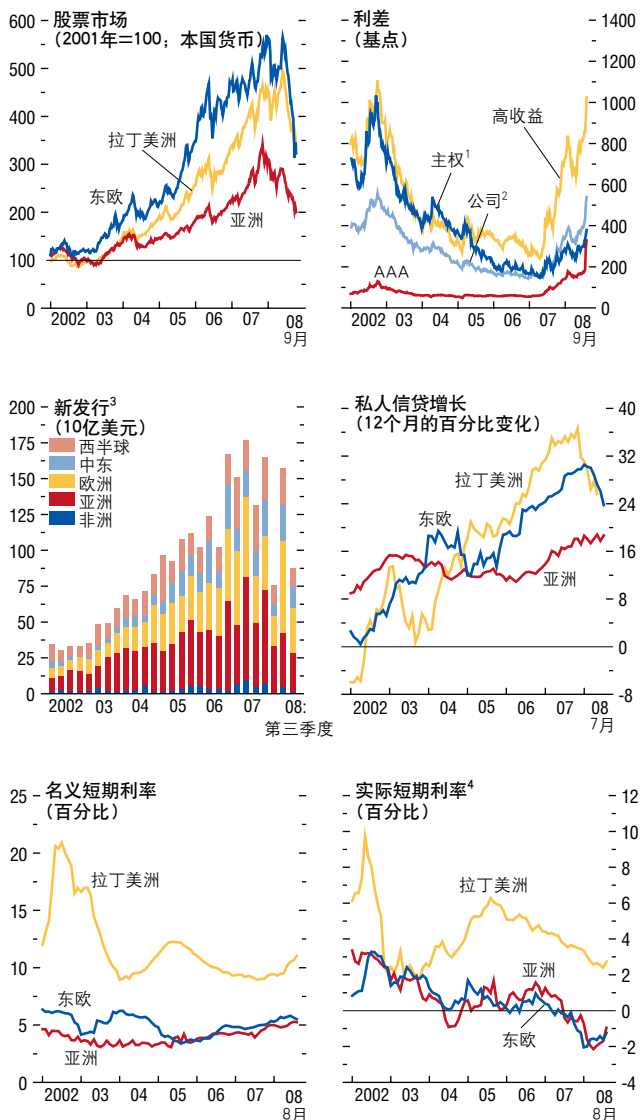 股票市场
(2001年=100，本国货币)
600
500
400
300
200
100
0
拉丁美洲
东欧
亚洲
2002 03 04 05 06 07 08
9月
利差
(基点)
1400
1200
1000
800
600
400
200
0
高收益
主权1
公司2
AAA
2002 03 04 05 06 07 08
9月
新发行3
(10亿美元)
200
175
150
125
100
75
50
25
0
西半球
中东
欧洲
亚洲
非洲
2002 03 04 05 06 07 08:
第三季度
私人信贷增长
(12个月的百分比变化)
40
32
24
16
8
0
-8
拉丁美洲
东欧
亚洲
2002 03 04 05 06 07 08
7月
名义短期利率
(百分比)
25
20
15
10
5
0
拉丁美洲
东欧
亚洲
2002 03 04 05 06 07 08
8月
实际短期利率4
(百分比)
12
10
8
6
4
2
0
-2
-4
拉丁美洲
亚洲
东欧
2002 03 04 05 06 07 08
8月